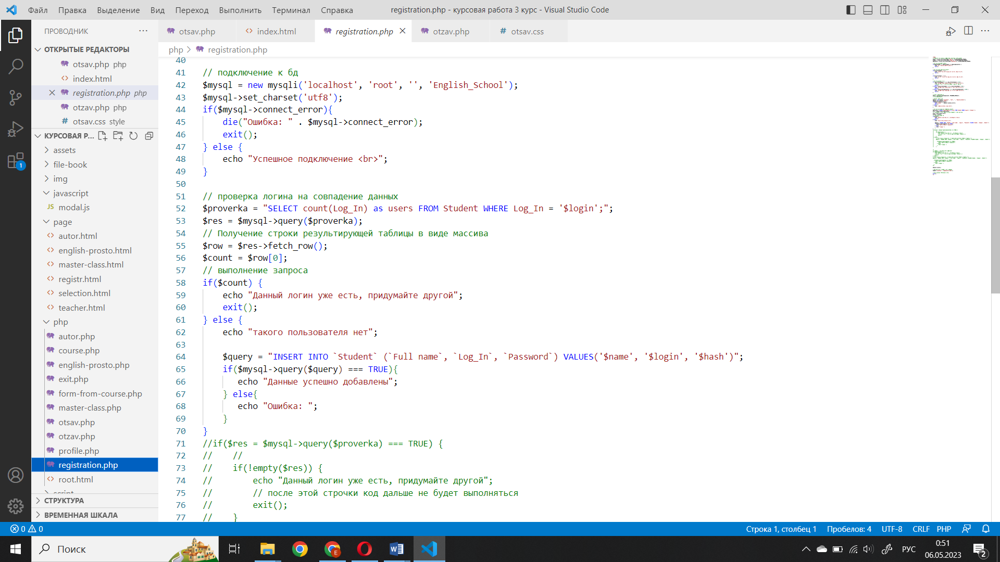 Файл Правка Выделение Вид Переход Выполнить Терминал Справка registration.php - курсовая работа 3 курс - Visual Studio Code
ПРОВОДНИК
otsav.php index.html registration.php otzav.php # otsav.css
php > registration.php
ОТКРЫТЫЕ РЕДАКТОРЫ
otsav.php php
index.html
registration.php php
otzav.php php
# otsav.css style
КУРСОВАЯ Р...
assets
file-book
img
javascript
JS modal.js
page
autor.html
english-prosto.html
master-class.html
registr.html
selection.html
teacher.html
php
autor.php
course.php
english-prosto.php
exit.php
form-from-course.php
master-class.php
otsav.php
otzav.php
profile.php
registration.php
root.html
script
СТРУКТУРА
ВРЕМЕННАЯ ШКАЛА
1
40
41 // подключение к бд
42 $mysql = new mysqli('localhost', 'root', '', 'English_School');
43 $mysql->set_charset('utf8');
44 if($mysql->connect_error){
45 die("Ошибка: " . $mysql->connect_error);
46 exit();
47 } else {
48 echo "Успешное подключение <br>";
49 }
50
51 // проверка логина на совпадение данных
52 $proverka = "SELECT count(Log_In) as users FROM Student WHERE Log_In = '$login';";
53 $res = $mysql->query($proverka);
54 // Получение строки результирующей таблицы в виде массива
55 $row = $res->fetch_row();
56 $count = $row[0];
57 // выполнение запроса
58 if($count) {
59 echo "Данный логин уже есть, придумайте другой";
60 exit();
61 } else {
62 echo "такого пользователя нет";
63
64 $query = "INSERT INTO `Student` (`Full name`, `Log_In`, `Password`) VALUES('$name', '$login', '$hash')";
65 if($mysql->query($query) === TRUE){
66 echo "Данные успешно добавлены";
67 } else{
68 echo "Ошибка: ";
69 }
70 }
71 //if($res = $mysql->query($proverka) === TRUE) {
72 // //
73 // if(!empty($res)) {
74 // echo "Данный логин уже есть, придумайте другой";
75 // // после этой строчки код дальше не будет выполняться
76 // exit();
77 // }
0 0 Строка 1, столбец 1 Пробелов: 4 UTF-8 CRLF PHP
Поиск E РУС 0:51
06.05.2023 2